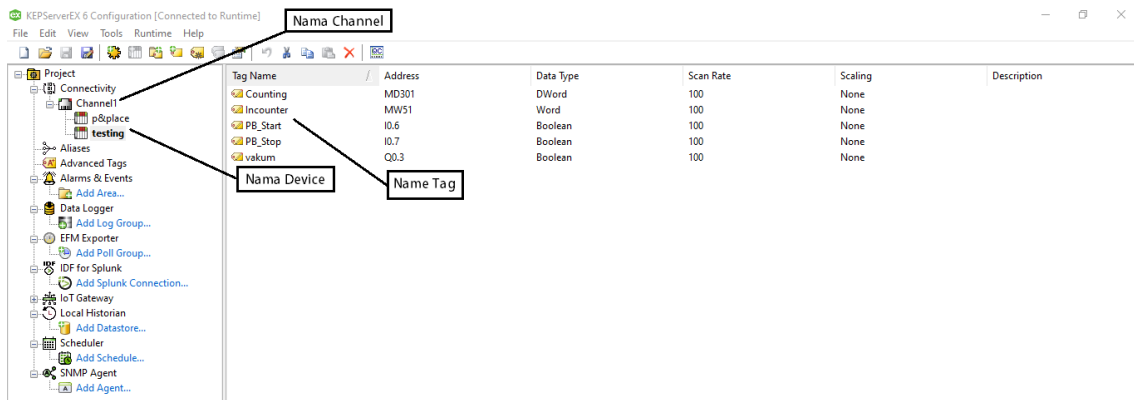 KEPServerEX 6 Configuration [Connected to Runtime]
Nama Channel
File Edit View Tools Runtime Help
Project
Connectivity
Channel1
p&place
testing
Aliases
Advanced Tags
Alarms & Events
Add Area...
Data Logger
Add Log Group...
EFM Exporter
Add Poll Group...
IDF for Splunk
Add Splunk Connection...
IoT Gateway
Local Historian
Add Datastore...
Scheduler
Add Schedule...
SNMP Agent
Add Agent...
Tag Name / Address Data Type Scan Rate Scaling Description
Counting MD301 DWord 100 None
Incounter MW51 Word 100 None
PB_Start I0.6 Boolean 100 None
PB_Stop I0.7 Boolean 100 None
vakum Q0.3 Boolean 100 None
Nama Device
Name Tag